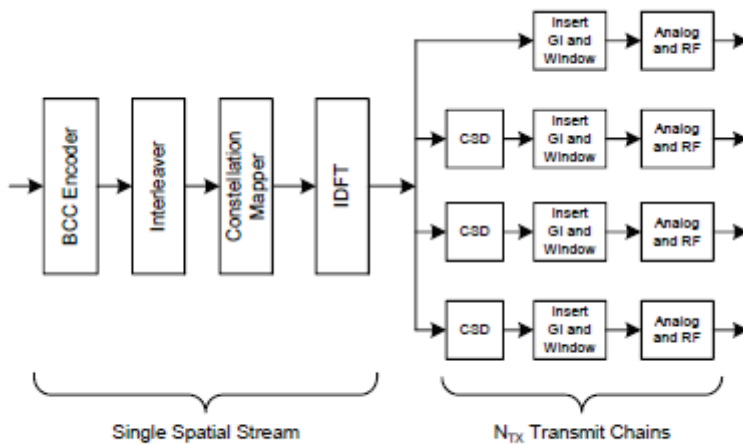 BCC Encoder
Interleaver
Constellation
Mapper
IDFT
Insert
GI and
Window
Analog
and RF
CSD
Insert
GI and
Window
Analog
and RF
CSD
Insert
GI and
Window
Analog
and RF
CSD
Insert
GI and
Window
Analog
and RF
Single Spatial Stream
N_TX Transmit Chains